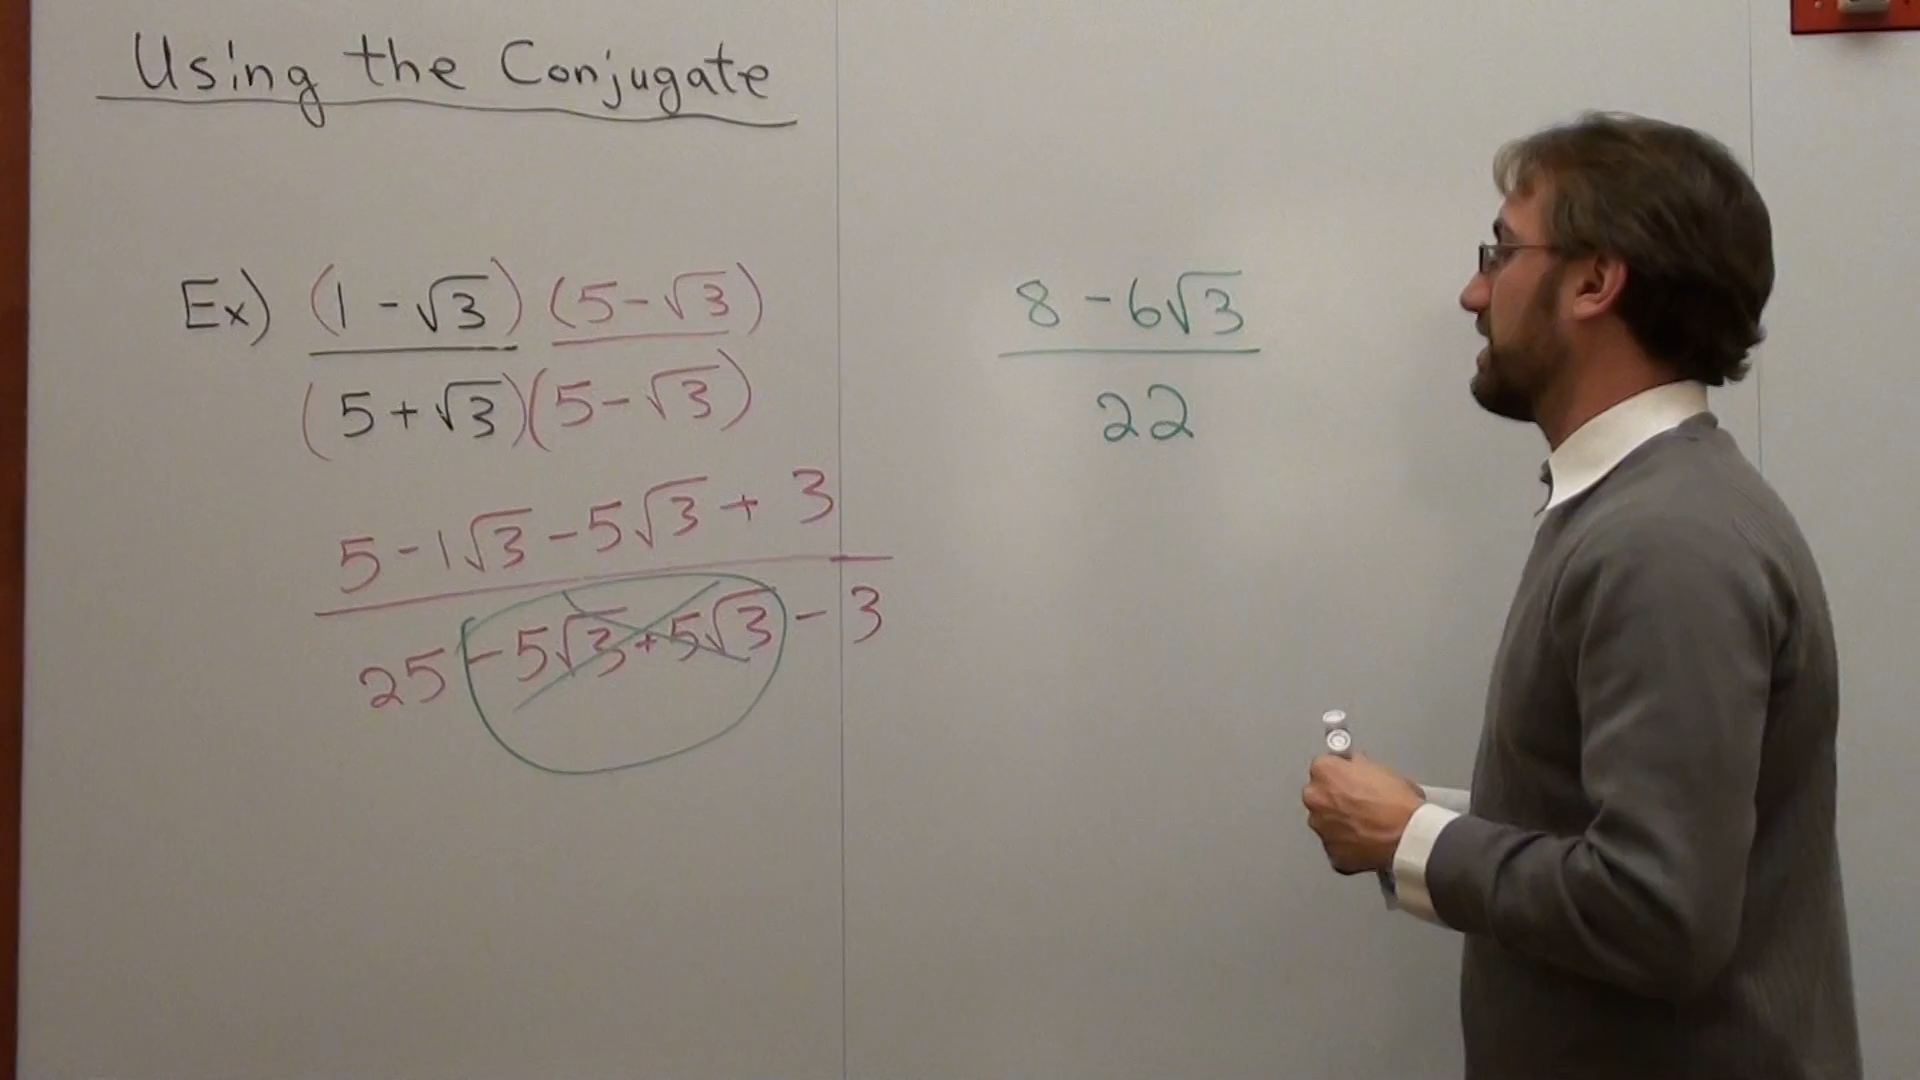 Using the Conjugate
Ex) (1 - √3) (5 - √3)
(5 + √3)(5 - √3)
5 - 1√3 - 5√3 + 3
25 - 5√3 + 5√3 - 3
8 - 6√3
22